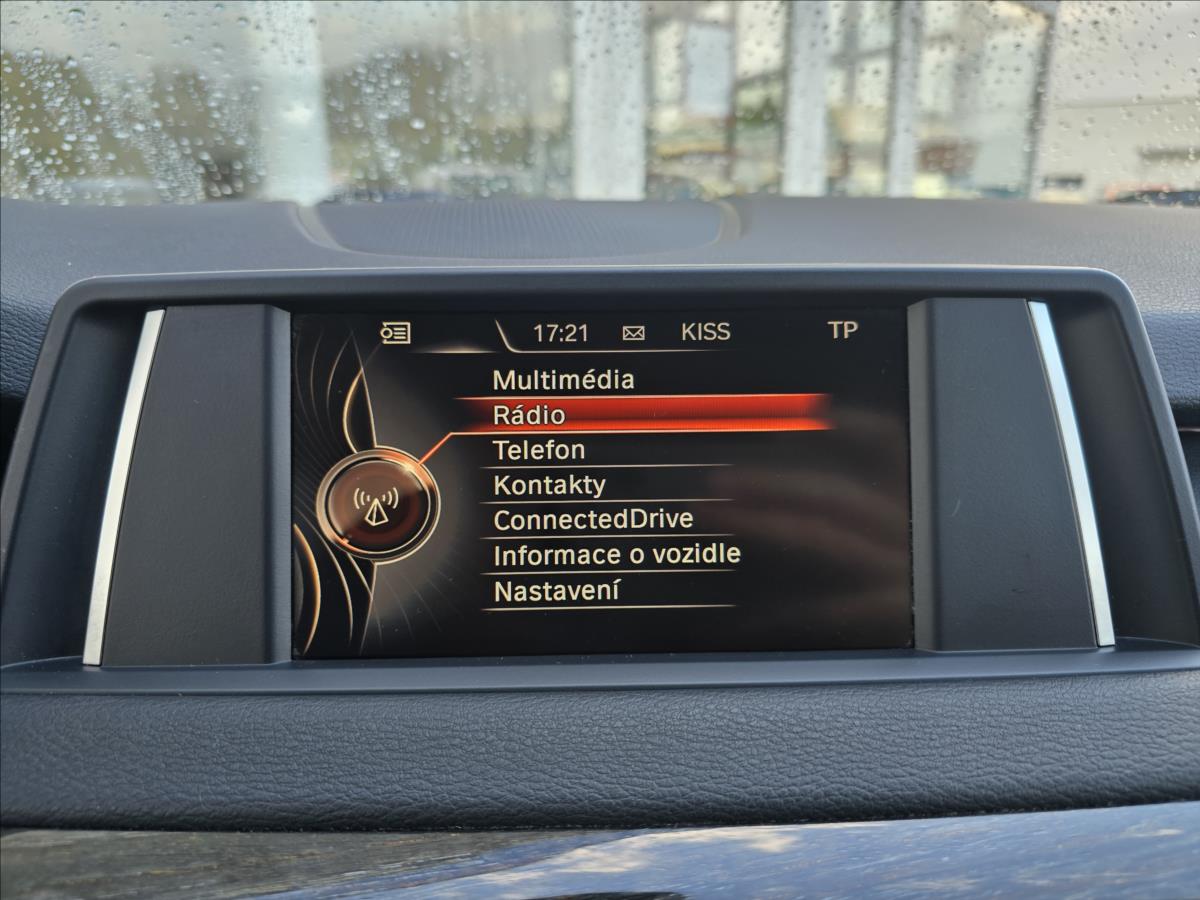 17:21 KISS TP
Multimédia
Rádio
Telefon
Kontakty
ConnectedDrive
Informace o vozidle
Nastavení